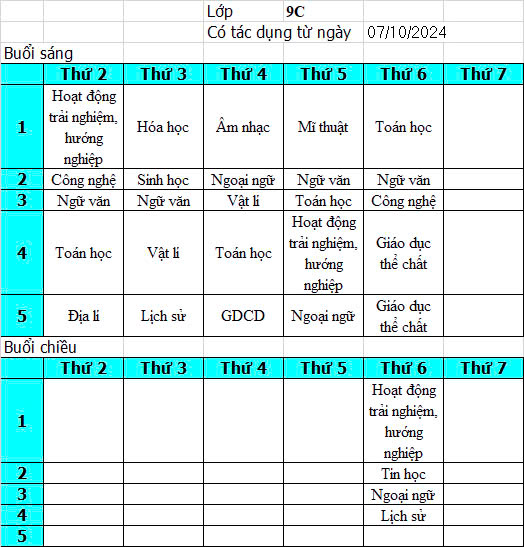 Lớp 9C
Có tác dụng từ ngày 07/10/2024
Buổi sáng
Thứ 2 Thứ 3 Thứ 4 Thứ 5 Thứ 6 Thứ 7
1 Hoạt động trải nghiệm, hướng nghiệp Hóa học Âm nhạc Mĩ thuật Toán học
2 Công nghệ Sinh học Ngoại ngữ Ngữ văn Ngữ văn
3 Ngữ văn Ngữ văn Vật lí Toán học Công nghệ
4 Toán học Vật lí Toán học Hoạt động trải nghiệm, hướng nghiệp Giáo dục thể chất
5 Địa lí Lịch sử GDCD Ngoại ngữ Giáo dục thể chất
Buổi chiều
Thứ 2 Thứ 3 Thứ 4 Thứ 5 Thứ 6 Thứ 7
1 Hoạt động trải nghiệm, hướng nghiệp
2 Tin học
3 Ngoại ngữ
4 Lịch sử
5